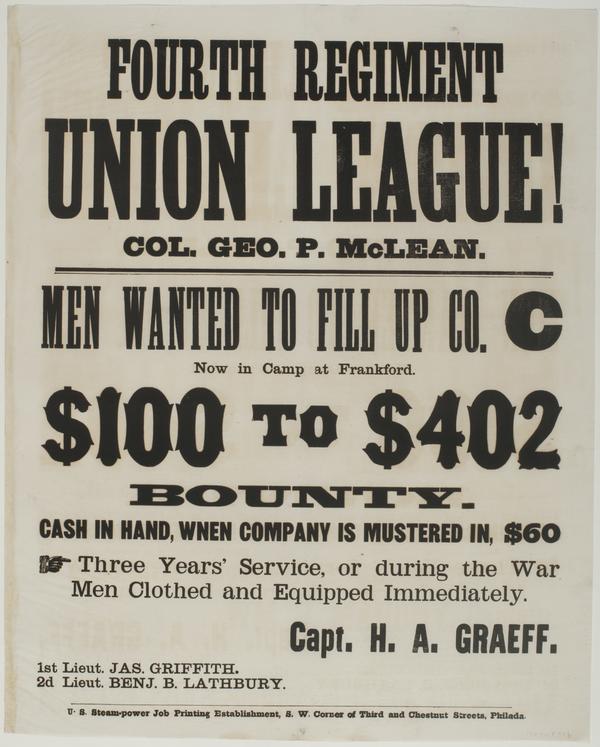 FOURTH REGIMENT
UNION LEAGUE!
COL. GEO. P. McLEAN.
MEN WANTED TO FILL UP CO. C
Now in Camp at Frankford.
$100 TO $402
BOUNTY.
CASH IN HAND, WNEN COMPANY IS MUSTERED IN, $60
Three Years' Service, or during the War
Men Clothed and Equipped Immediately.
Capt. H. A. GRAEFF.
1st Lieut. JAS. GRIFFITH.
2d Lieut. BENJ. B. LATHBURY.
U. S. Steam-power Job Printing Establishment, S. W. Corner of Third and Chestnut Streets, Philada.